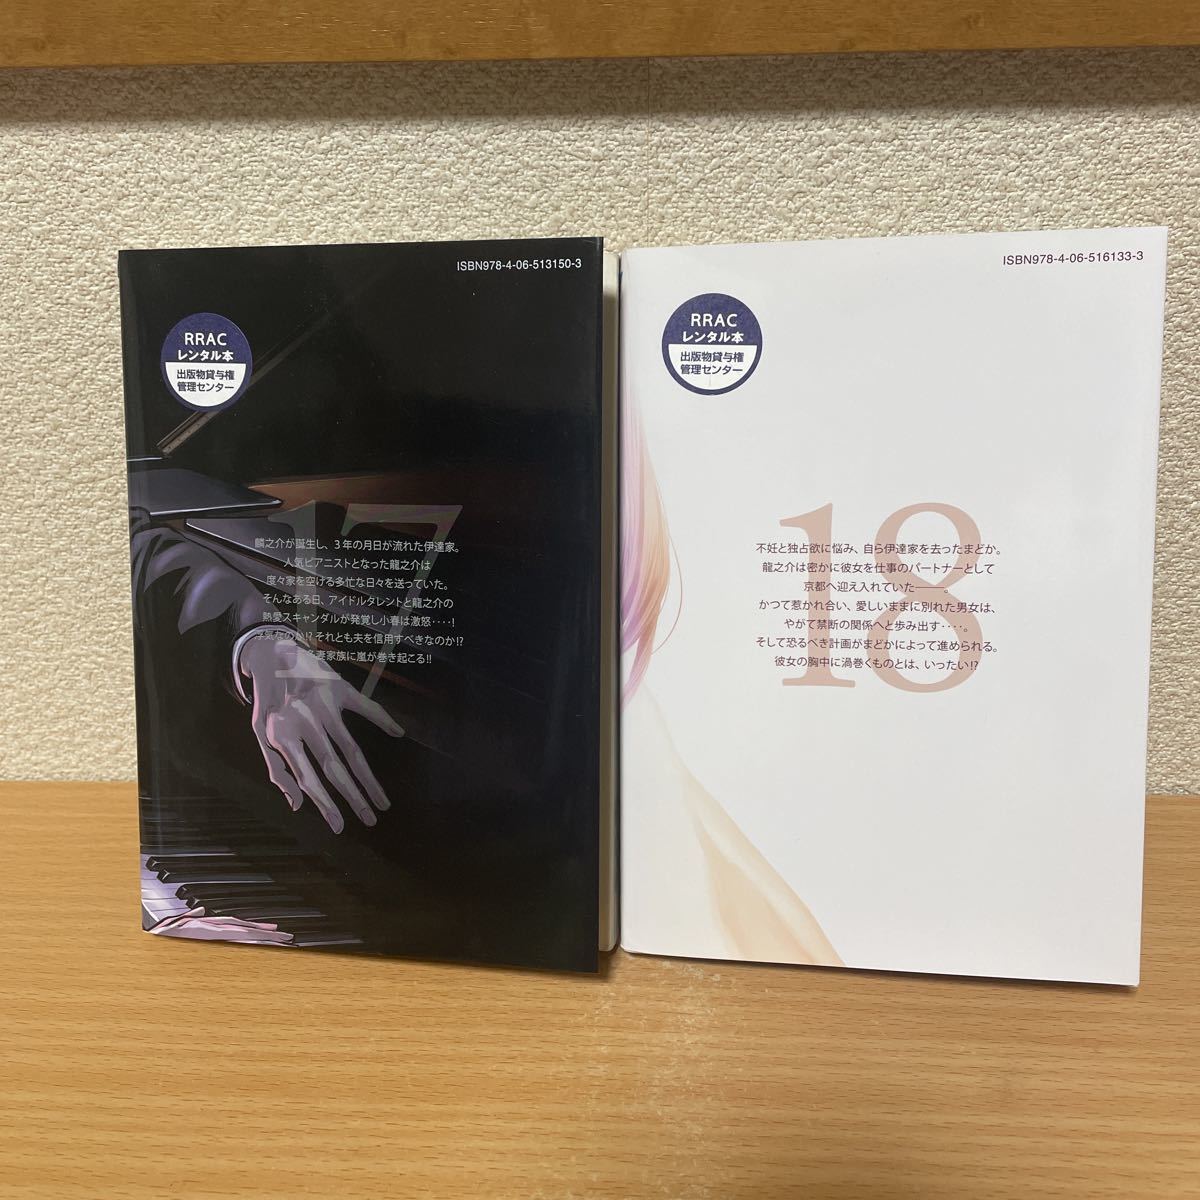 ISBN978-4-06-513150-3
RRAC
レンタル本
出版物貸与権
管理センター
17
麟之介が誕生し、3年の月日が流れた伊達家。
人気ピアニストとなった龍之介は
度々家を空ける多忙な日々を送っていた。
そんなある日、アイドルタレントと龍之介の
熱愛スキャンダルが発覚し小春は激怒‥‥!
浮気なのか!?それとも夫を信用すべきなのか!?
妻家族に嵐が巻き起こる!!
ISBN978-4-06-516133-3
RRAC
レンタル本
出版物貸与権
管理センター
18
不妊と独占欲に悩み、自ら伊達家を去ったまどか。
龍之介は密かに彼女を仕事のパートナーとして
京都へ迎え入れていた――。
かつて惹かれ合い、愛しいままに別れた男女は、
やがて禁断の関係へと歩み出す‥‥。
そして恐るべき計画がまどかによって進められる。
彼女の胸中に渦巻くものとは、いったい!?